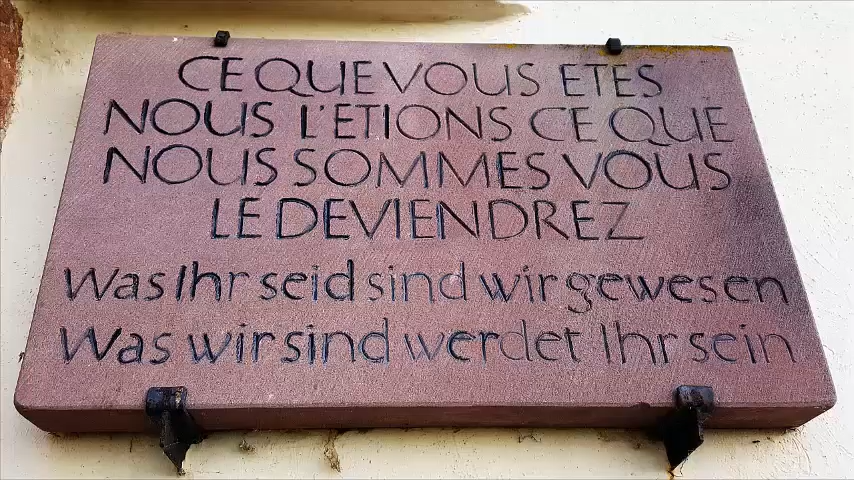 CE QUE VOUS ETES
NOUS L'ETIONS CE QUE
NOUS SOMMES VOUS
LE DEVIENDREZ
Was Ihr seid sind wir gewesen
Was wir sind werdet Ihr sein